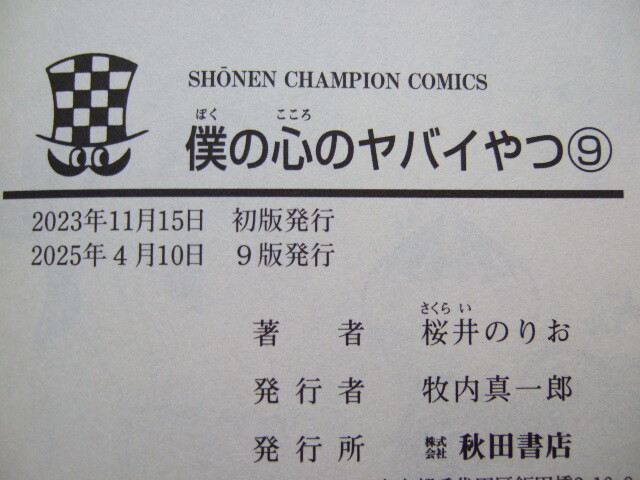 SHŌNEN CHAMPION COMICS
ぼく こころ
僕の心のヤバイやつ⑨
2023年11月15日 初版発行
2025年4月10日 9版発行
さくら い
著者 桜井のりお
発行者 牧内真一郎
発行所 株式会社 秋田書店